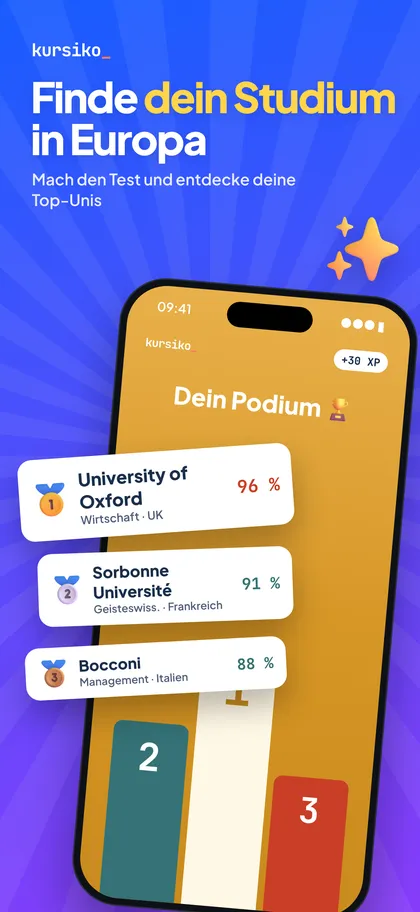 kursiko_
Finde dein Studium
in Europa
Mach den Test und entdecke deine
Top-Unis
09:41
kursiko_
+30 XP
Dein Podium
1
University of
Oxford
Wirtschaft · UK
96 %
2
Sorbonne
Université
Geisteswiss. · Frankreich
91 %
3
Bocconi
Management · Italien
88 %
1
2
3